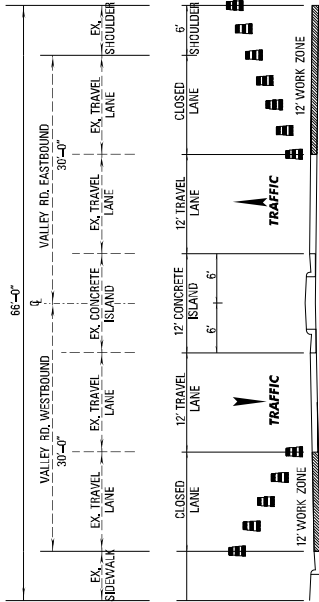 66'-0"
VALLEY RD. WESTBOUND
30'-0"
℄
VALLEY RD. EASTBOUND
30'-0"
EX.
SIDEWALK
EX. TRAVEL
LANE
EX. TRAVEL
LANE
EX. CONCRETE
ISLAND
EX. TRAVEL
LANE
EX. TRAVEL
LANE
EX.
SHOULDER
CLOSED
LANE
12' TRAVEL
LANE
12' CONCRETE
ISLAND
6' 6'
12' TRAVEL
LANE
CLOSED
LANE
6'
SHOULDER
TRAFFIC
TRAFFIC
12' WORK ZONE
12' WORK ZONE